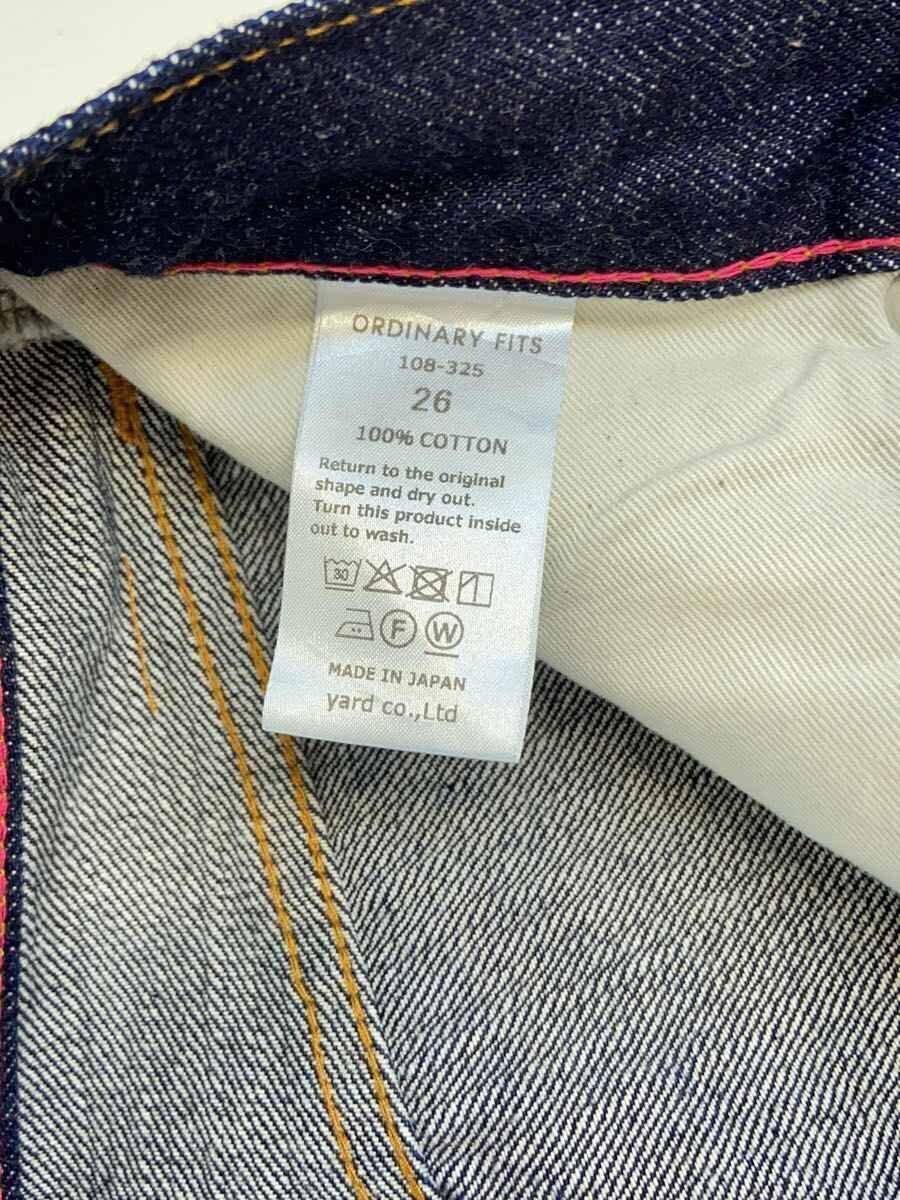 ORDINARY FITS
108-325
26
100% COTTON
Return to the original
shape and dry out.
Turn this product inside
out to wash.
30
F W
MADE IN JAPAN
yard co.,Ltd